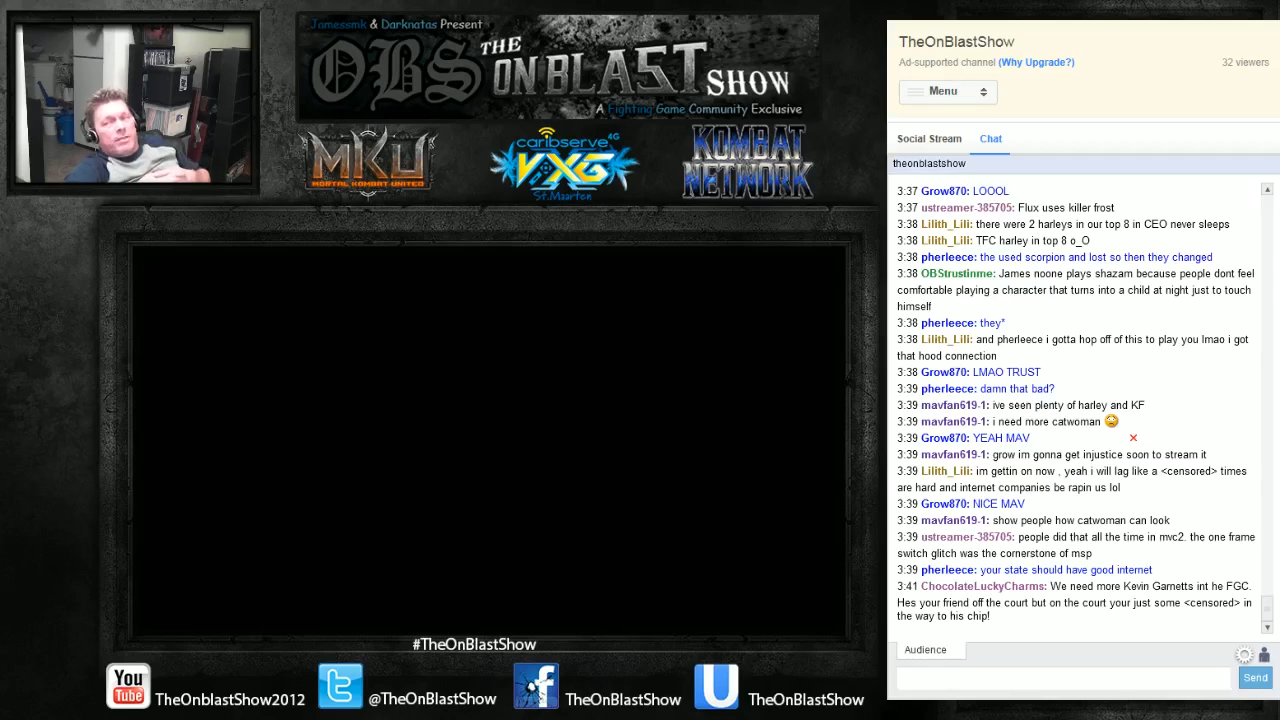 Jamessmk & Darknatas Present
OBS THE ON BLAST SHOW
A Fighting Game Community Exclusive
MKU
MORTAL KOMBAT UNITED
caribserve 4G
VXG
St.Maarten
KOMBAT
NETWORK
#TheOnBlastShow
You
Tube
TheOnblastShow2012
@TheOnBlastShow
TheOnBlastShow
TheOnBlastShow
TheOnBlastShow
Ad-supported channel (Why Upgrade?)
32 viewers
Menu
Social Stream Chat
theonblastshow
3:37 Grow870: LOOOL
3:37 ustreamer-385705: Flux uses killer frost
3:38 Lilith_Lili: there were 2 harleys in our top 8 in CEO never sleeps
3:38 Lilith_Lili: TFC harley in top 8 o_O
3:38 pherleece: the used scorpion and lost so then they changed
3:38 OBStrustinme: James noone plays shazam because people dont feel
comfortable playing a character that turns into a child at night just to touch
himself
3:38 pherleece: they*
3:38 Lilith_Lili: and pherleece i gotta hop off of this to play you lmao i got
that hood connection
3:38 Grow870: LMAO TRUST
3:39 pherleece: damn that bad?
3:39 mavfan619-1: ive seen plenty of harley and KF
3:39 mavfan619-1: i need more catwoman
3:39 Grow870: YEAH MAV
3:39 mavfan619-1: grow im gonna get injustice soon to stream it
3:39 Lilith_Lili: im gettin on now , yeah i will lag like a <censored> times
are hard and internet companies be rapin us lol
3:39 Grow870: NICE MAV
3:39 mavfan619-1: show people how catwoman can look
3:39 ustreamer-385705: people did that all the time in mvc2. the one frame
switch glitch was the cornerstone of msp
3:39 pherleece: your state should have good internet
3:41 ChocolateLuckyCharms: We need more Kevin Garnetts int he FGC.
Hes your friend off the court but on the court your just some <censored> in
the way to his chip!
Audience
Send